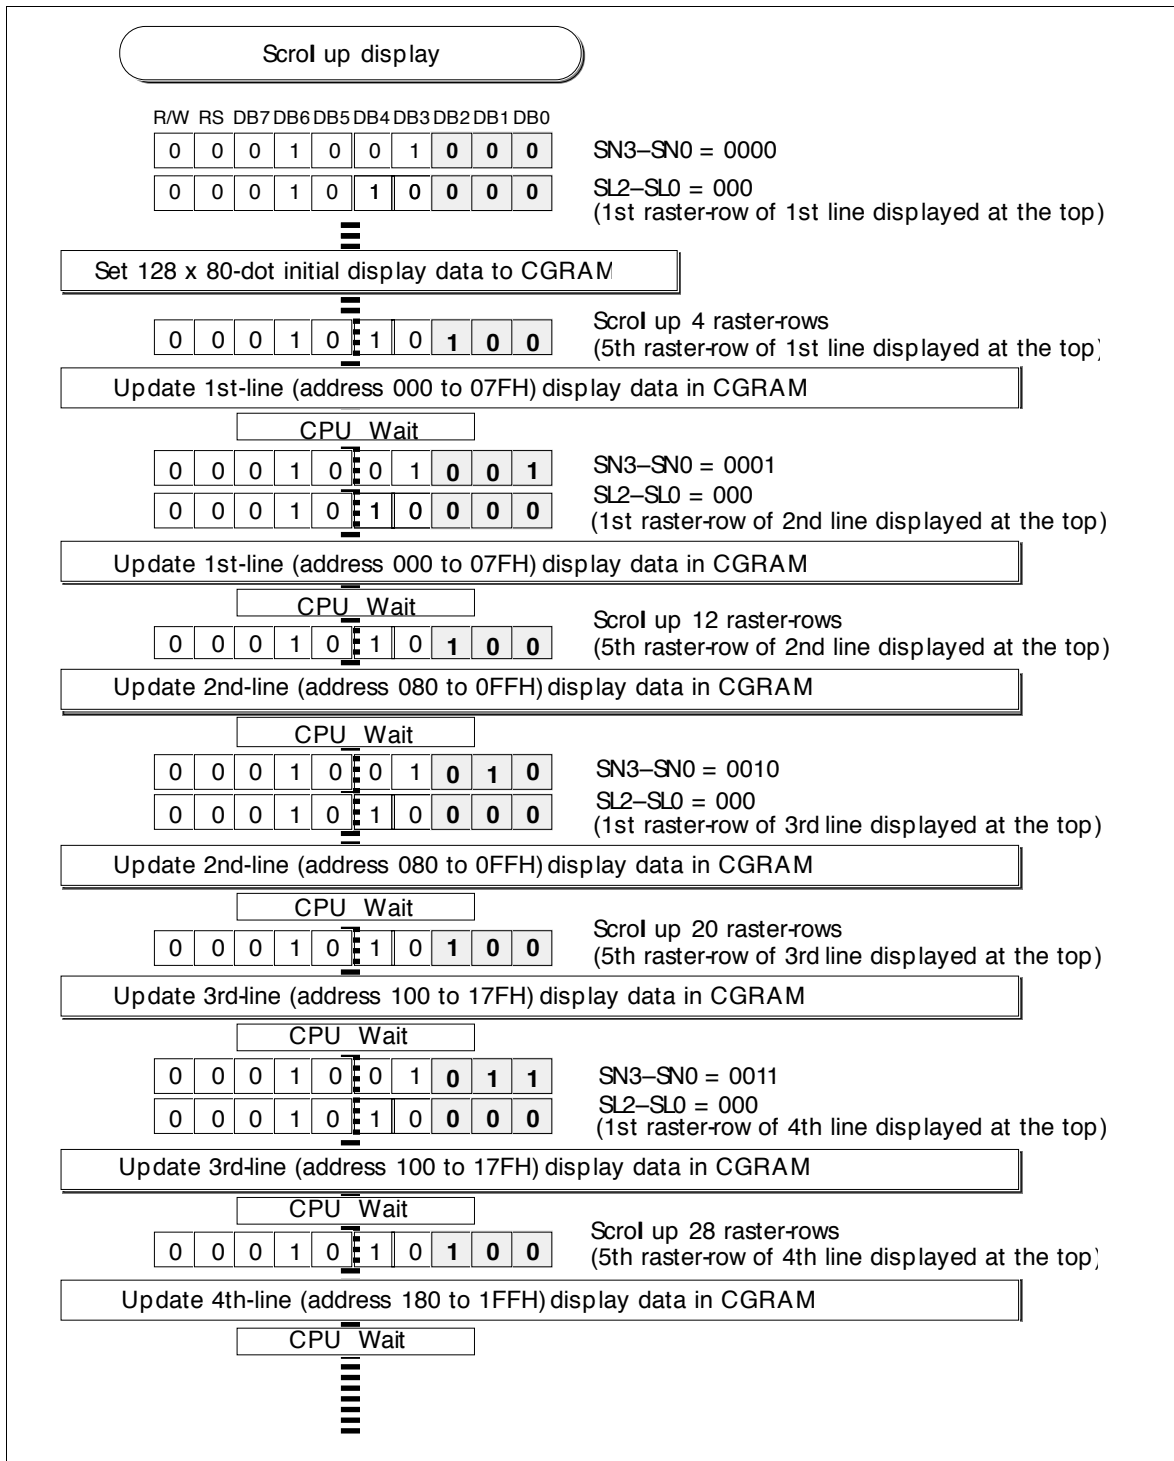 Scroll up display
R/W RS DB7 DB6 DB5 DB4 DB3 DB2 DB1 DB0
0 0 0 1 0 0 1 0 0 0 SN3–SN0 = 0000
0 0 0 1 0 1 0 0 0 0 SL2–SL0 = 000
(1st raster-row of 1st line displayed at the top)
Set 128 x 80-dot initial display data to CGRAM
Scroll up 4 raster-rows
0 0 0 1 0 1 0 1 0 0 (5th raster-row of 1st line displayed at the top)
Update 1st-line (address 000 to 07FH) display data in CGRAM
CPU Wait
0 0 0 1 0 0 1 0 0 1 SN3–SN0 = 0001
0 0 0 1 0 1 0 0 0 0 SL2–SL0 = 000
(1st raster-row of 2nd line displayed at the top)
Update 1st-line (address 000 to 07FH) display data in CGRAM
CPU Wait
Scroll up 12 raster-rows
0 0 0 1 0 1 0 1 0 0 (5th raster-row of 2nd line displayed at the top)
Update 2nd-line (address 080 to 0FFH) display data in CGRAM
CPU Wait
0 0 0 1 0 0 1 0 1 0 SN3–SN0 = 0010
0 0 0 1 0 1 0 0 0 0 SL2–SL0 = 000
(1st raster-row of 3rd line displayed at the top)
Update 2nd-line (address 080 to 0FFH) display data in CGRAM
CPU Wait
Scroll up 20 raster-rows
0 0 0 1 0 1 0 1 0 0 (5th raster-row of 3rd line displayed at the top)
Update 3rd-line (address 100 to 17FH) display data in CGRAM
CPU Wait
0 0 0 1 0 0 1 0 1 1 SN3–SN0 = 0011
0 0 0 1 0 1 0 0 0 0 SL2–SL0 = 000
(1st raster-row of 4th line displayed at the top)
Update 3rd-line (address 100 to 17FH) display data in CGRAM
CPU Wait
Scroll up 28 raster-rows
0 0 0 1 0 1 0 1 0 0 (5th raster-row of 4th line displayed at the top)
Update 4th-line (address 180 to 1FFH) display data in CGRAM
CPU Wait